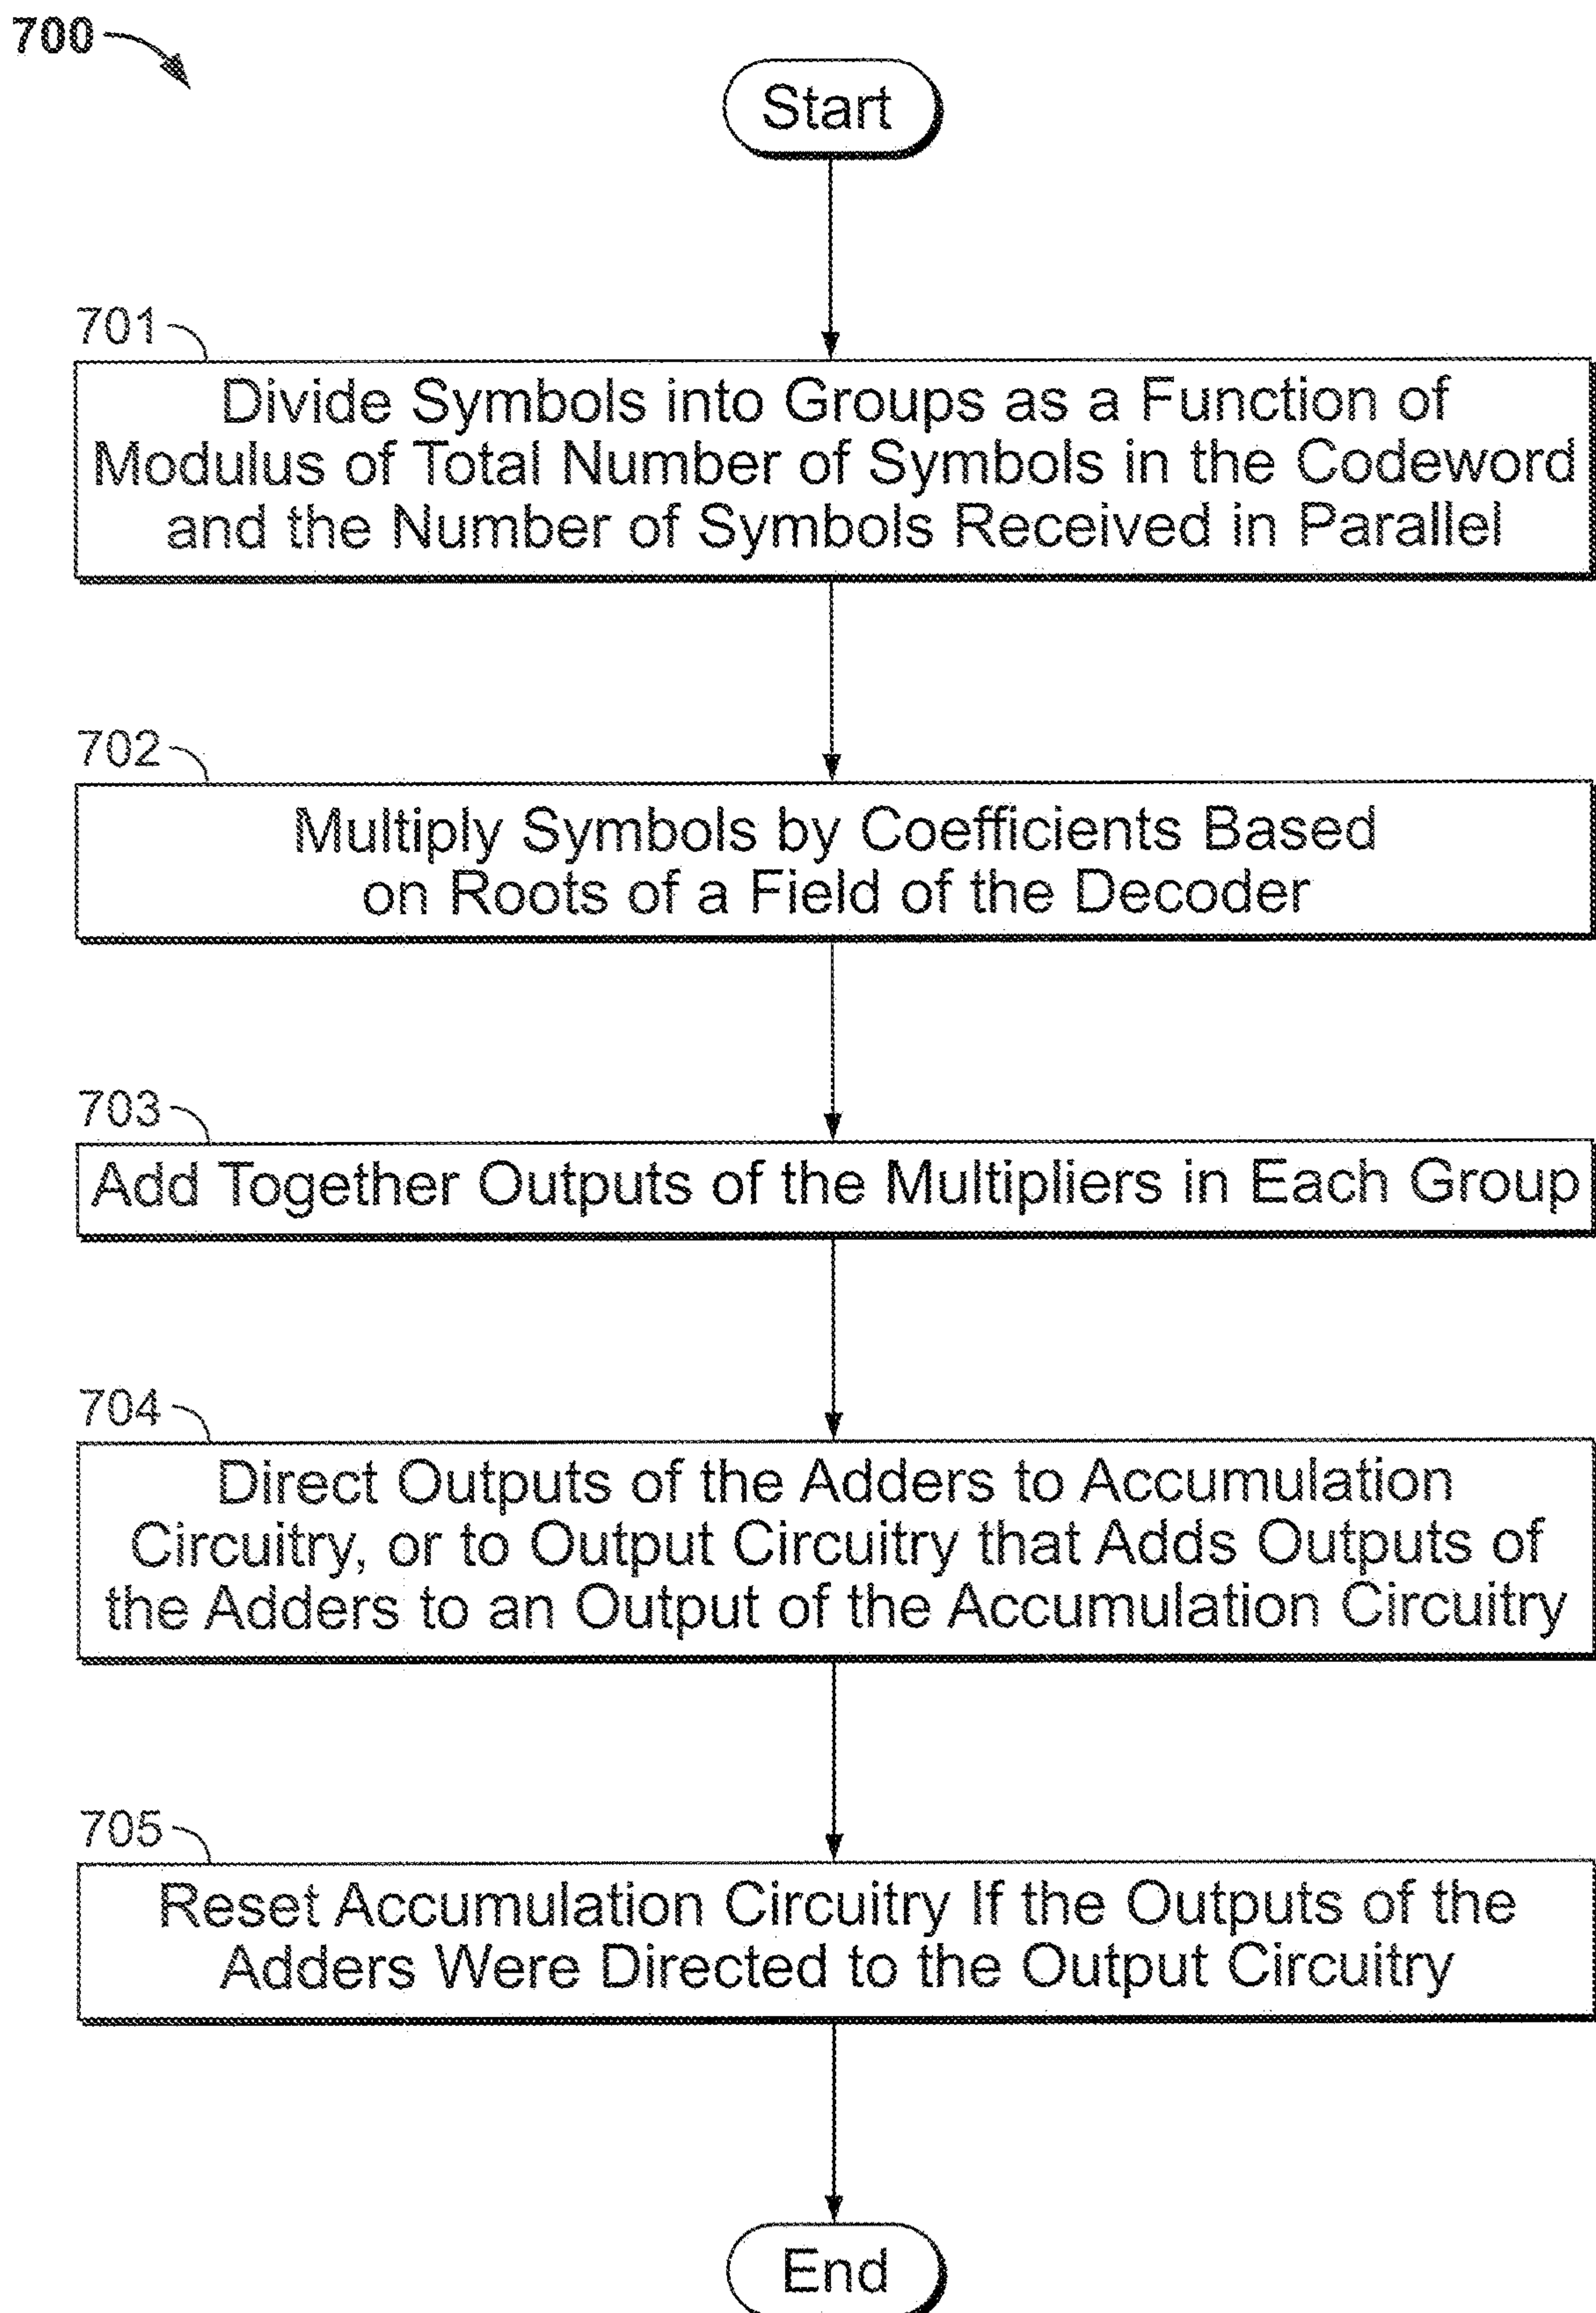 700
Start
701
Divide Symbols into Groups as a Function of
Modulus of Total Number of Symbols in the Codeword
and the Number of Symbols Received in Parallel
702
Multiply Symbols by Coefficients Based
on Roots of a Field of the Decoder
703
Add Together Outputs of the Multipliers in Each Group
704
Direct Outputs of the Adders to Accumulation
Circuitry, or to Output Circuitry that Adds Outputs of
the Adders to an Output of the Accumulation Circuitry
705
Reset Accumulation Circuitry If the Outputs of the
Adders Were Directed to the Output Circuitry
End